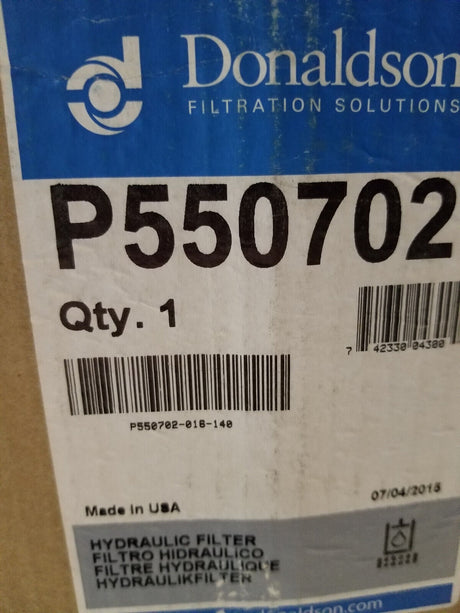 Donaldson
FILTRATION SOLUTIONS
P550702
Qty. 1
7 42330 04300
P550702-016-140
07/04/2015
Made in USA
HYDRAULIC FILTER
FILTRO HIDRAULICO
FILTRE HYDRAULIQUE
HYDRAULIKFILTER
Donaldson.com